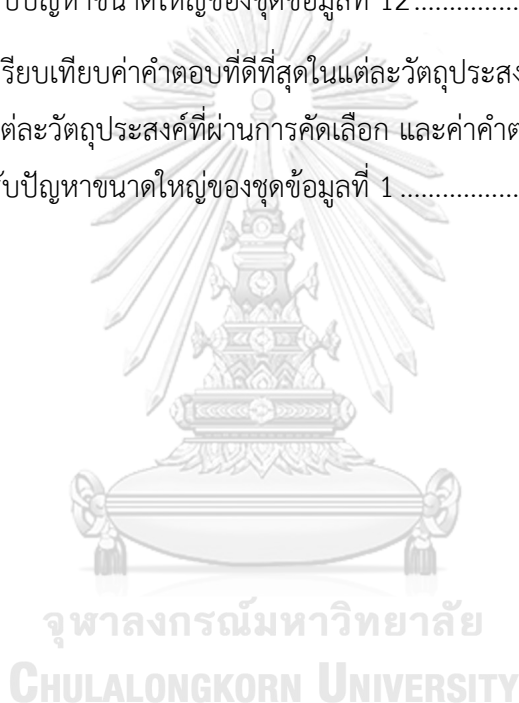 บปัญหาขนาดใหญ่ของชุดข้อมูลที่ 12................
รียบเทียบค่าคำตอบที่ดีที่สุดในแต่ละวัตถุประสง
ต่ละวัตถุประสงค์ที่ผ่านการคัดเลือก และค่าคำต
ับปัญหาขนาดใหญ่ของชุดข้อมูลที่ 1..................
จุฬาลงกรณ์มหาวิทยาลัย
CHULALONGKORN UNIVERSITY